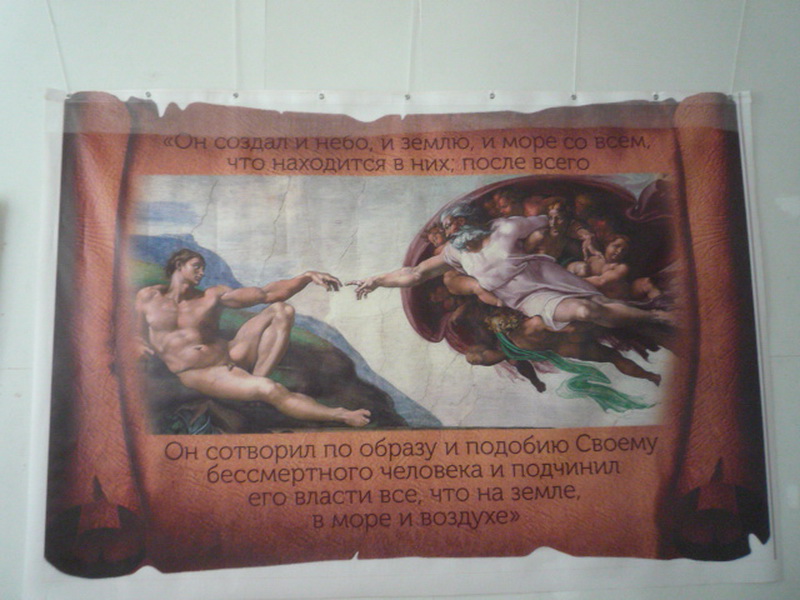 «Он создал и небо, и землю, и море со всем,
что находится в них; после всего
Он сотворил по образу и подобию Своему
бессмертного человека и подчинил
его власти все, что на земле,
в море и воздухе»